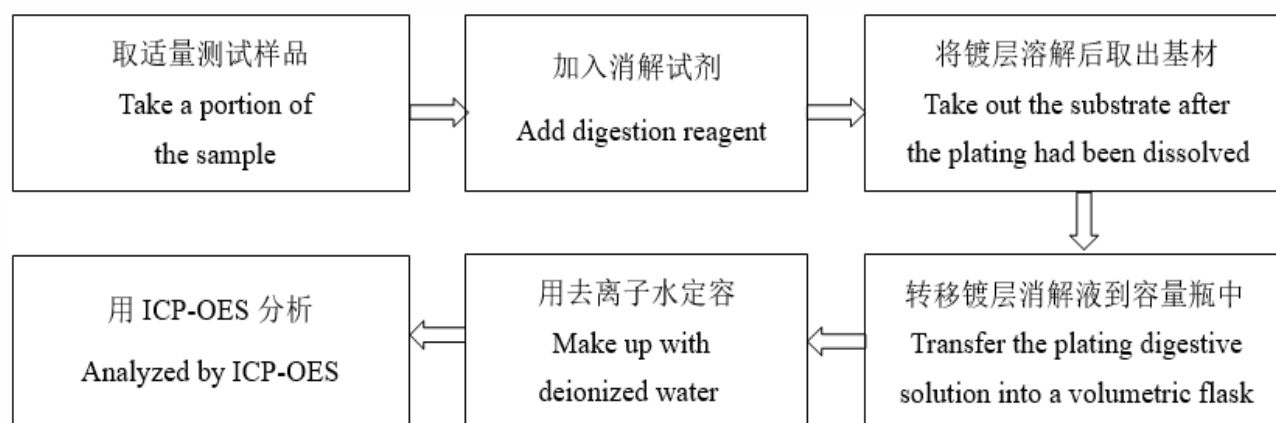 取适量测试样品
Take a portion of
the sample
加入消解试剂
Add digestion reagent
将镀层溶解后取出基材
Take out the substrate after
the plating had been dissolved
转移镀层消解液到容量瓶中
Transfer the plating digestive
solution into a volumetric flask
用去离子水定容
Make up with
deionized water
用 ICP-OES 分析
Analyzed by ICP-OES